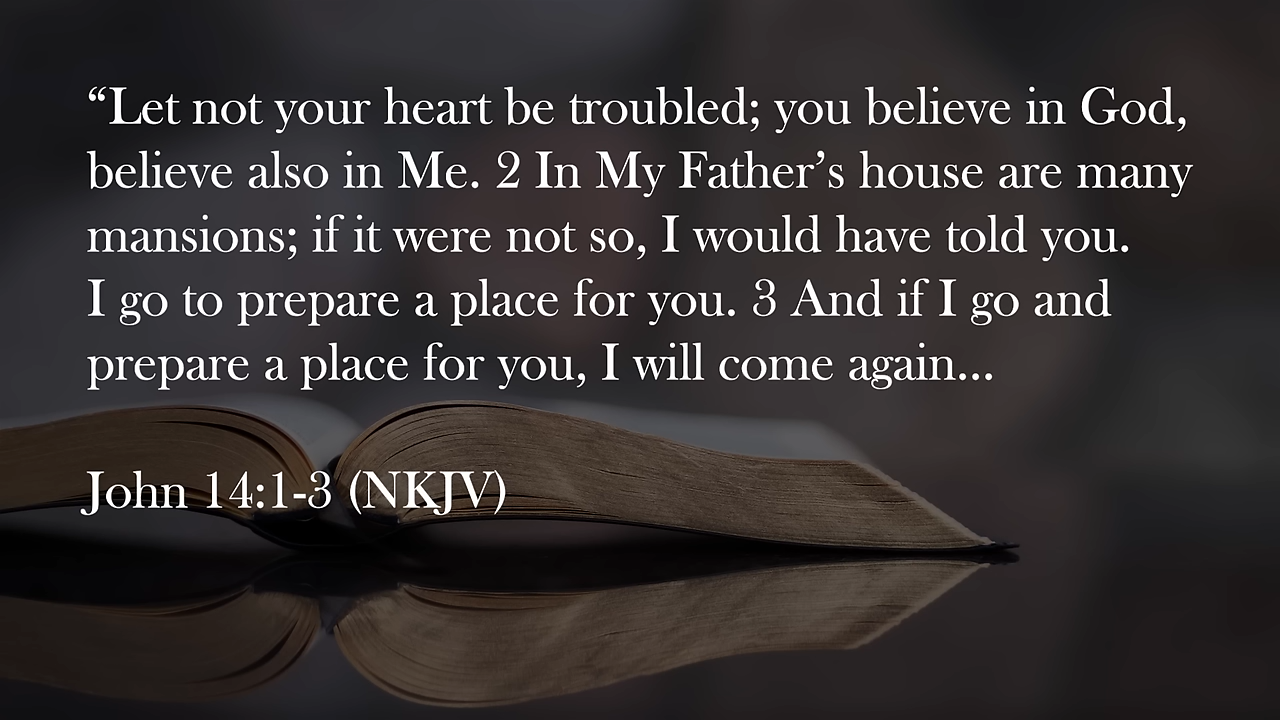 “Let not your heart be troubled; you believe in God,
believe also in Me. 2 In My Father’s house are many
mansions; if it were not so, I would have told you.
I go to prepare a place for you. 3 And if I go and
prepare a place for you, I will come again...
John 14:1-3 (NKJV)